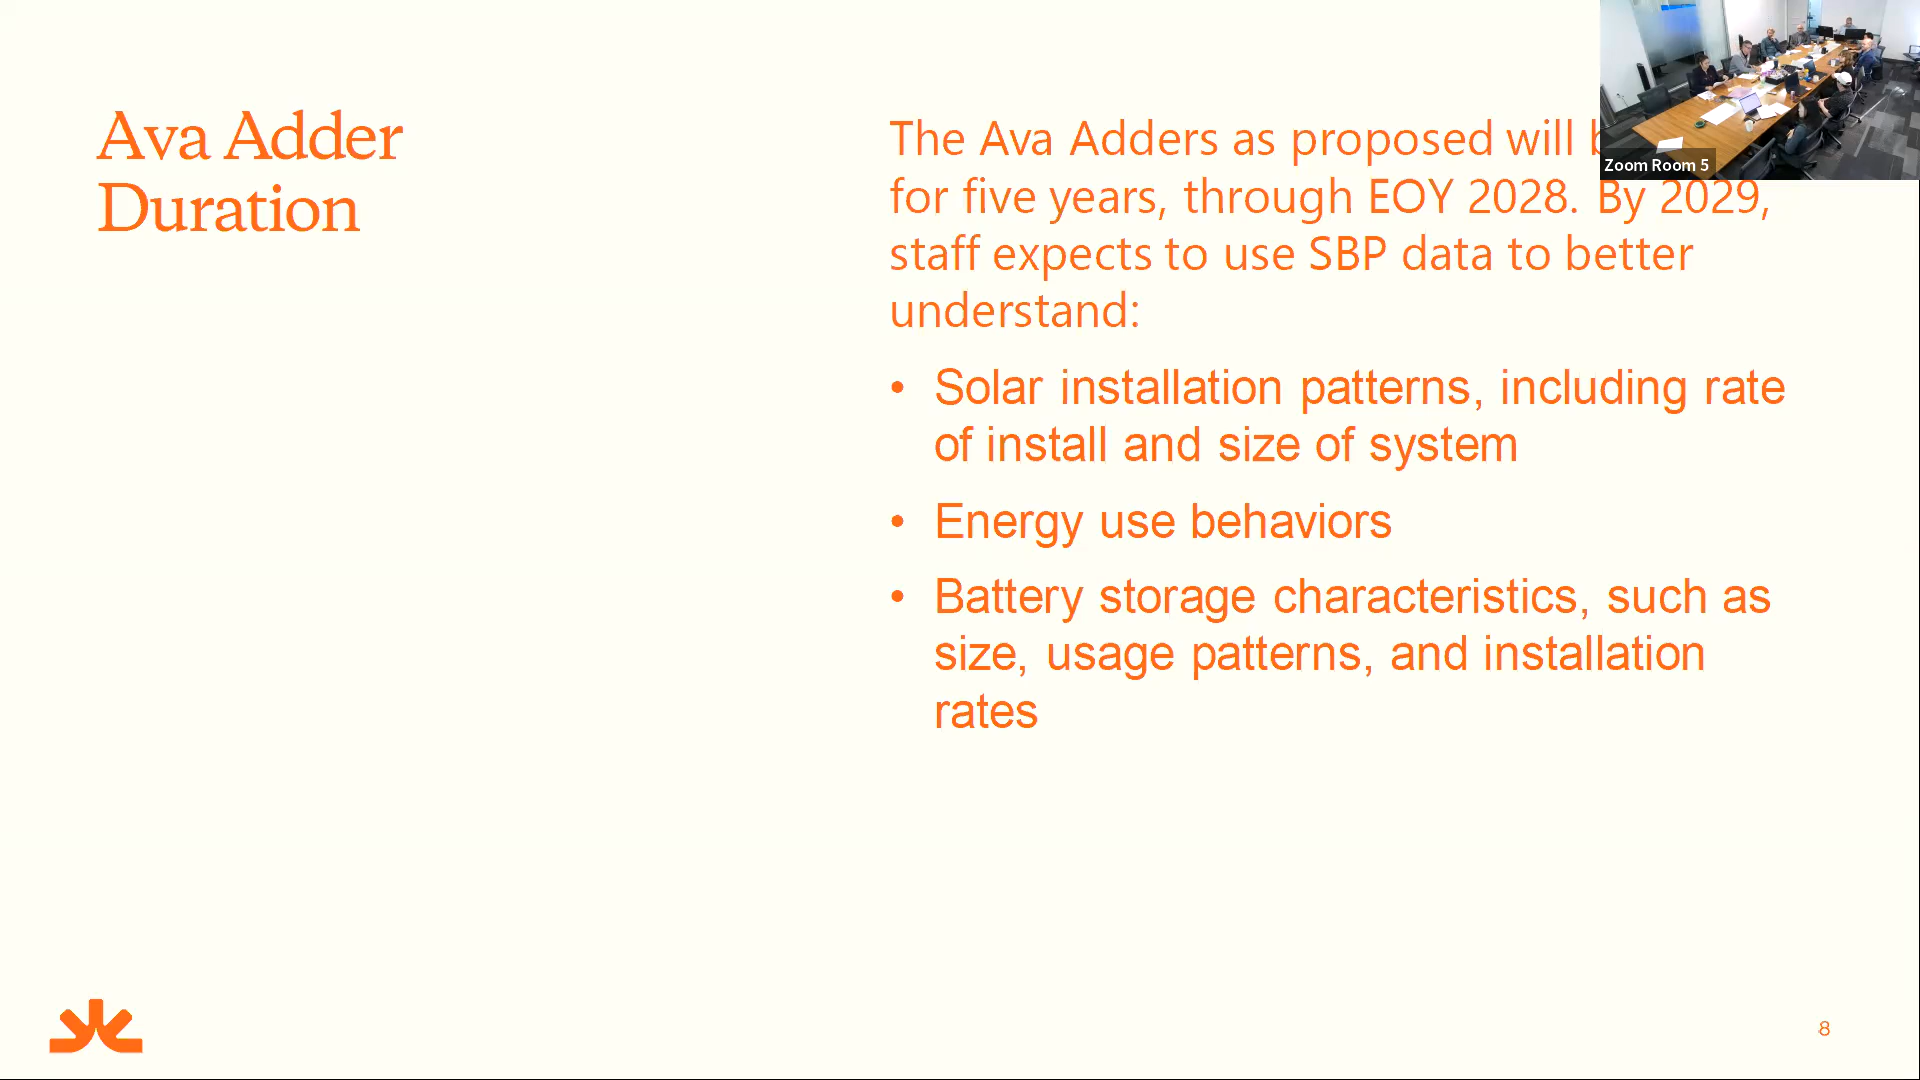 Ava Adder
Duration
The Ava Adders as proposed will
for five years, through EOY 2028. By 2029,
staff expects to use SBP data to better
understand:
• Solar installation patterns, including rate
of install and size of system
• Energy use behaviors
• Battery storage characteristics, such as
size, usage patterns, and installation
rates
Zoom Room 5
8